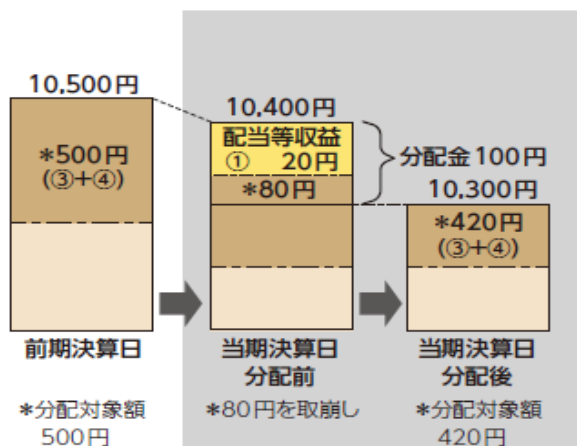 10,500円
*500円
(③+④)
前期決算日
*分配対象額
500円
10,400円
配当等収益
① 20円
*80円
分配金100円
当期決算日
分配前
*80円を取崩し
10,300円
*420円
(③+④)
当期決算日
分配後
*分配対象額
420円